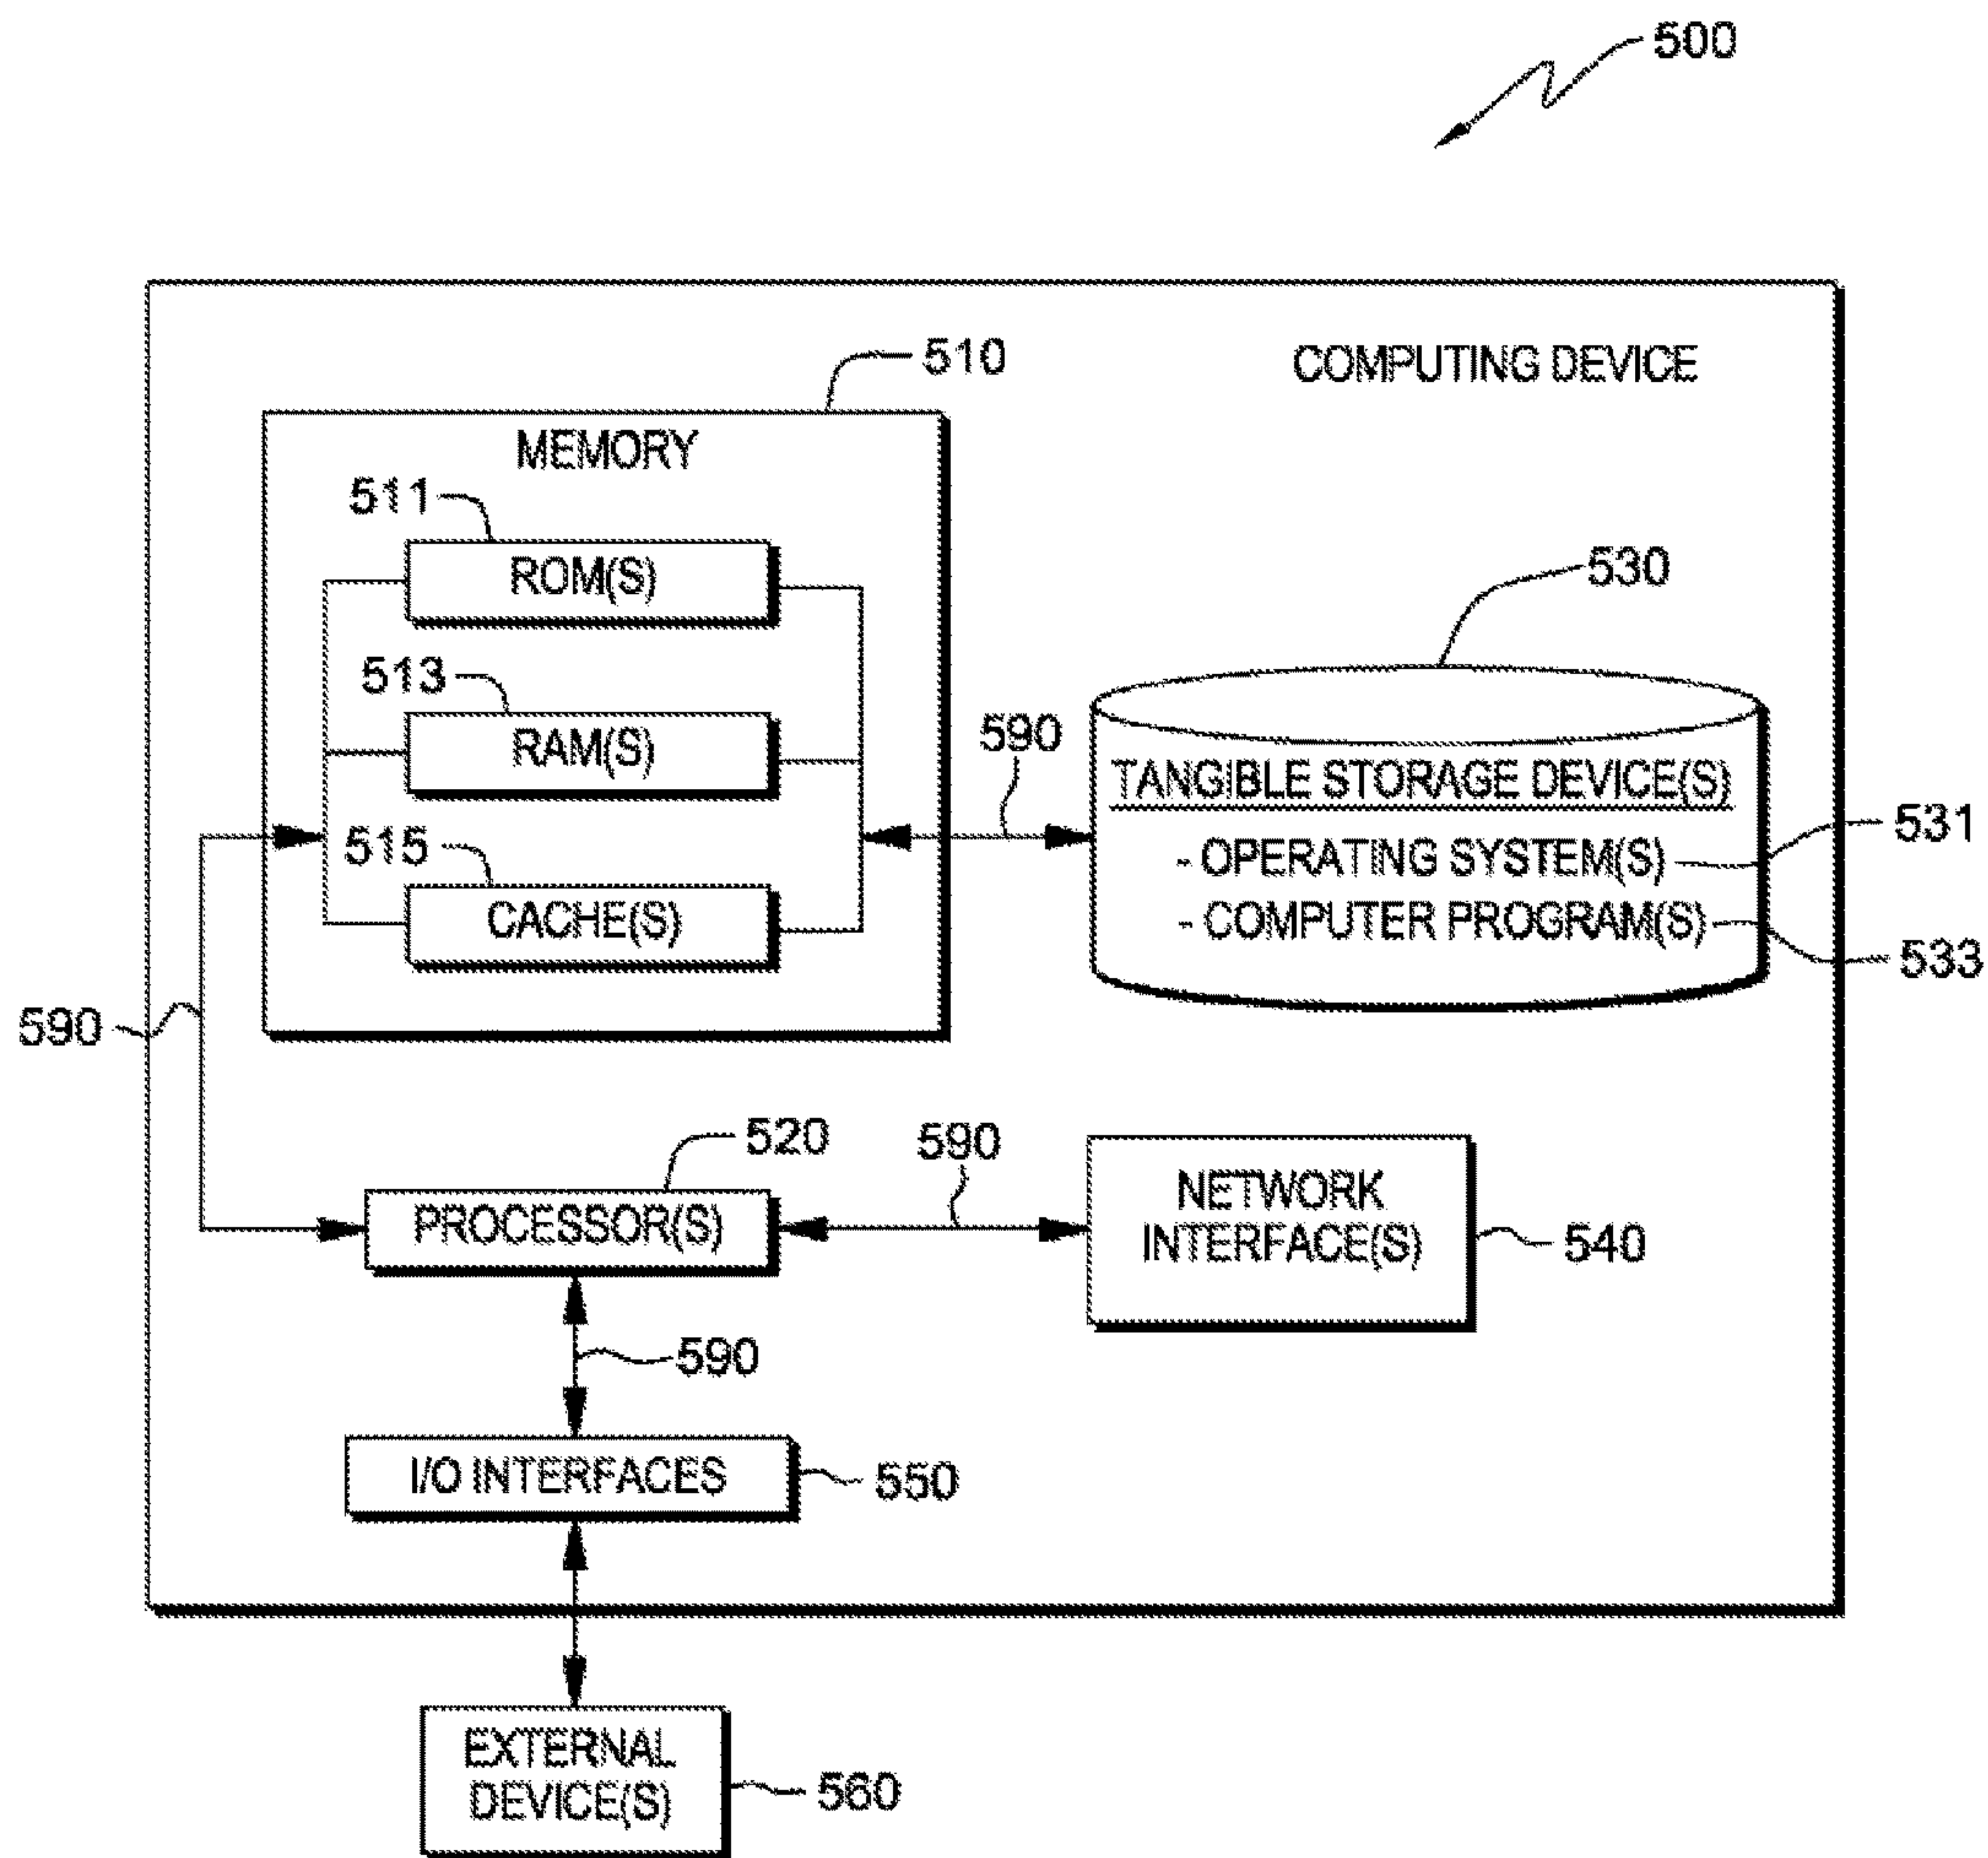 500
COMPUTING DEVICE
510
MEMORY
511
ROM(S)
513
RAM(S)
515
CACHE(S)
590
530
TANGIBLE STORAGE DEVICE(S)
- OPERATING SYSTEM(S)
531
- COMPUTER PROGRAM(S)
533
590
520
PROCESSOR(S)
590
NETWORK
INTERFACE(S)
540
590
I/O INTERFACES
550
EXTERNAL
DEVICE(S)
560